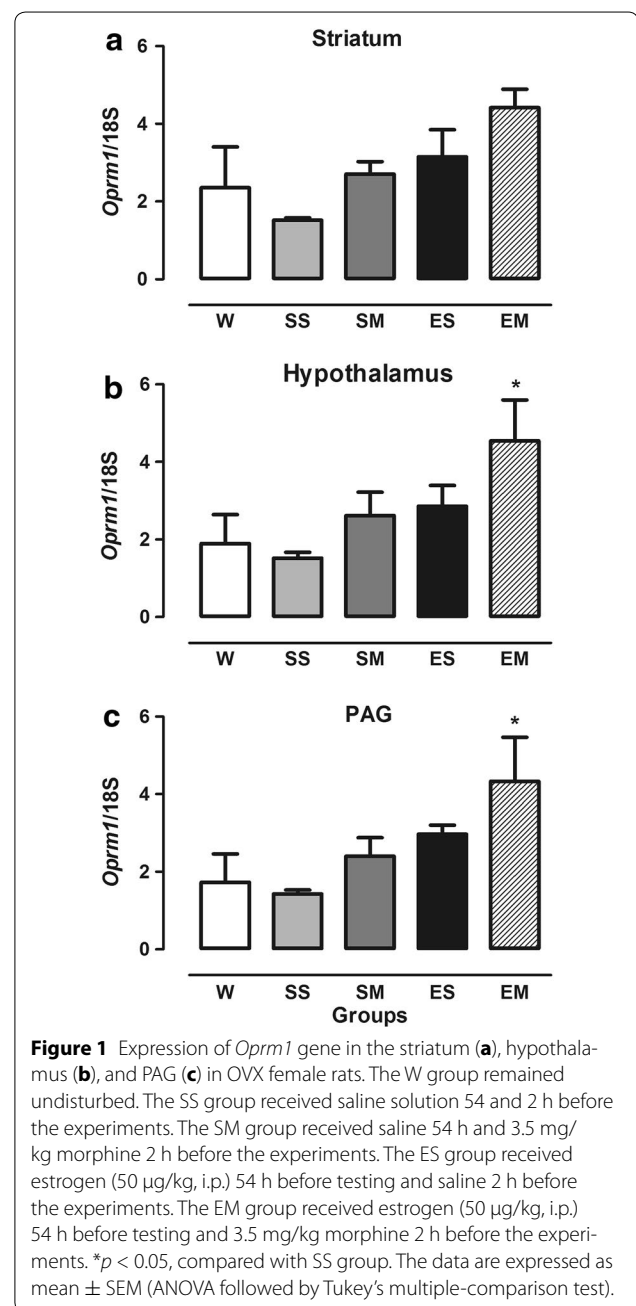 a
Striatum
6
4
2
0
Oprm1/18S
W SS SM ES EM
b
Hypothalamus
*
6
4
2
0
Oprm1/18S
W SS SM ES EM
c
PAG
*
6
4
2
0
Oprm1/18S
W SS SM ES EM
Groups
Figure 1 Expression of Oprm1 gene in the striatum (a), hypothala-
mus (b), and PAG (c) in OVX female rats. The W group remained
undisturbed. The SS group received saline solution 54 and 2 h before
the experiments. The SM group received saline 54 h and 3.5 mg/
kg morphine 2 h before the experiments. The ES group received
estrogen (50 μg/kg, i.p.) 54 h before testing and saline 2 h before
the experiments. The EM group received estrogen (50 μg/kg, i.p.)
54 h before testing and 3.5 mg/kg morphine 2 h before the experi-
ments. *p < 0.05, compared with SS group. The data are expressed as
mean ± SEM (ANOVA followed by Tukey's multiple-comparison test).